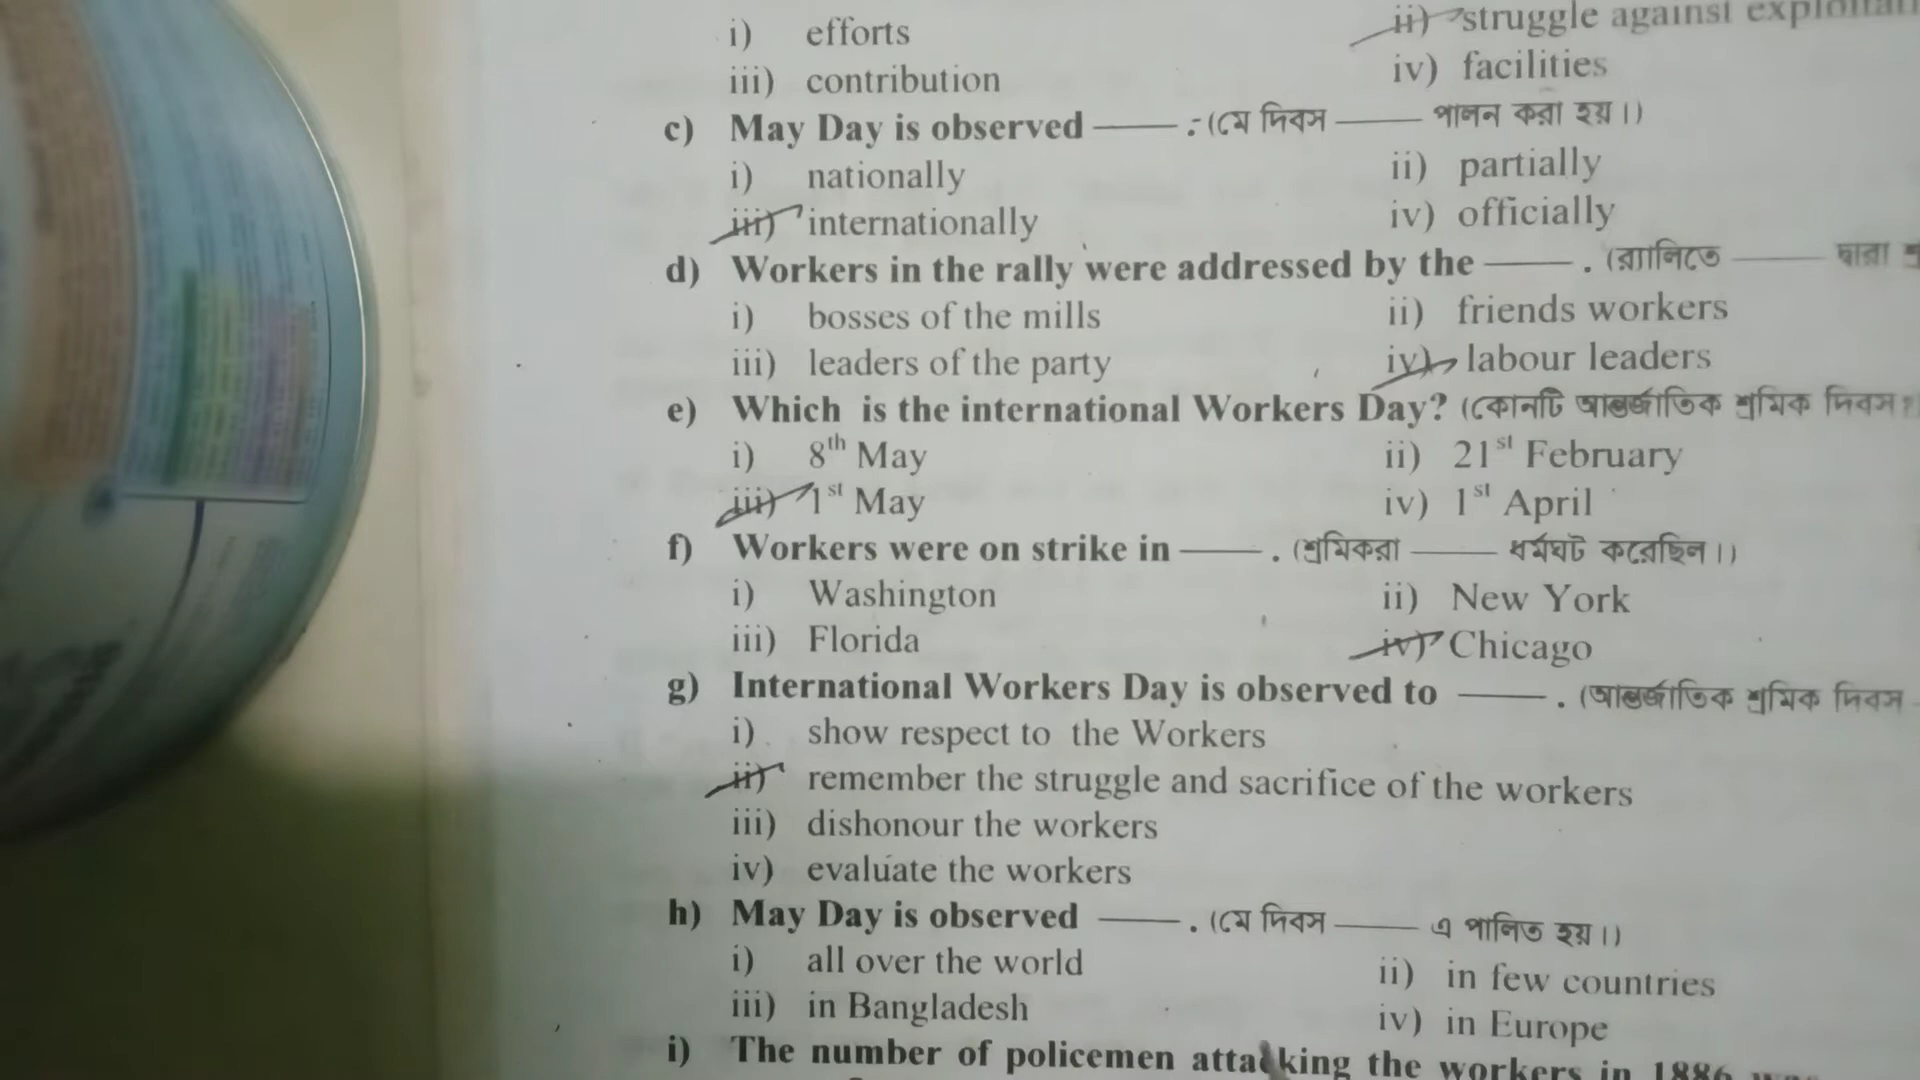 i) efforts ii) struggle against
iii) contribution iv) facilities
c) May Day is observed ——. (মে দিবস —— পালন করা হয়।)
i) nationally ii) partially
iii) internationally iv) officially
d) Workers in the rally were addressed by the ——. (র‍্যালিতে —— দ্বারা
i) bosses of the mills ii) friends workers
iii) leaders of the party iv) labour leaders
e) Which is the international Workers Day? (কোনটি আন্তর্জাতিক শ্রমিক দিবস?
i) 8th May ii) 21st February
iii) 1st May iv) 1st April
f) Workers were on strike in ——. (শ্রমিকরা —— ধর্মঘট করেছিল।)
i) Washington ii) New York
iii) Florida iv) Chicago
g) International Workers Day is observed to ——. (আন্তর্জাতিক শ্রমিক দিবস
i) show respect to the Workers
ii) remember the struggle and sacrifice of the workers
iii) dishonour the workers
iv) evaluate the workers
h) May Day is observed ——. (মে দিবস —— এ পালিত হয়।)
i) all over the world ii) in few countries
iii) in Bangladesh iv) in Europe
i) The number of policemen attacking the workers in 1886 was